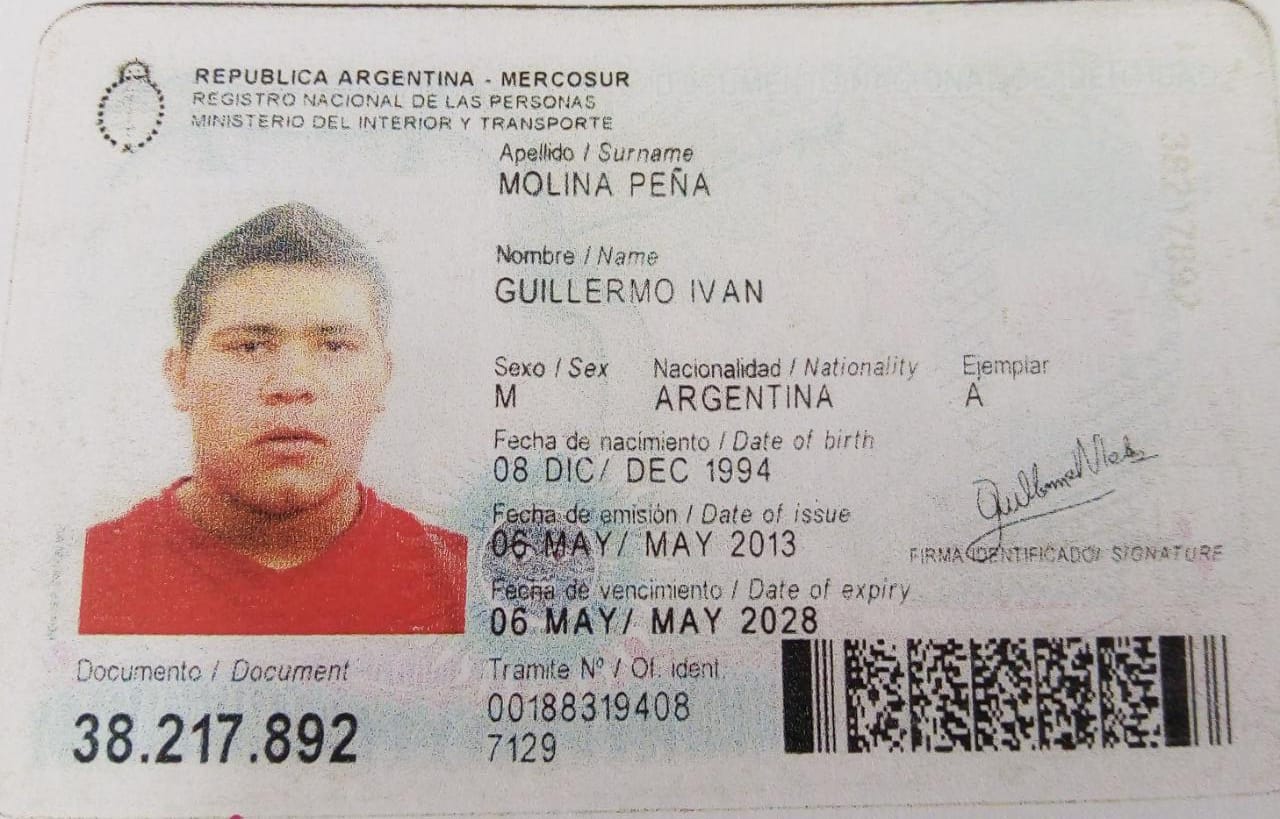 REPUBLICA ARGENTINA - MERCOSUR
REGISTRO NACIONAL DE LAS PERSONAS
MINISTERIO DEL INTERIOR Y TRANSPORTE
Apellido / Surname
MOLINA PEÑA
Nombre / Name
GUILLERMO IVAN
Sexo / Sex Nacionalidad / Nationality Ejemplar
M ARGENTINA A
Fecha de nacimiento / Date of birth
08 DIC/ DEC 1994
Fecha de emisión / Date of issue
06 MAY/ MAY 2013
FIRMA IDENTIFICADO/ SIGNATURE
Fecha de vencimiento / Date of expiry
06 MAY/ MAY 2028
Documento / Document
38.217.892
Tramite Nº / Of. ident.
00188319408
7129